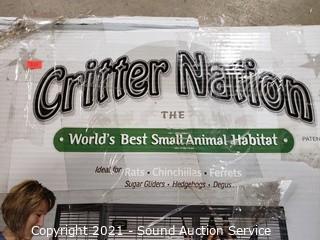 Critter Nation
THE
World's Best Small Animal Habitat
PATEN
Ideal for Rats • Chinchillas • Ferrets
Sugar Gliders • Hedgehogs • Degus
Copyright 2021 - Sound Auction Service